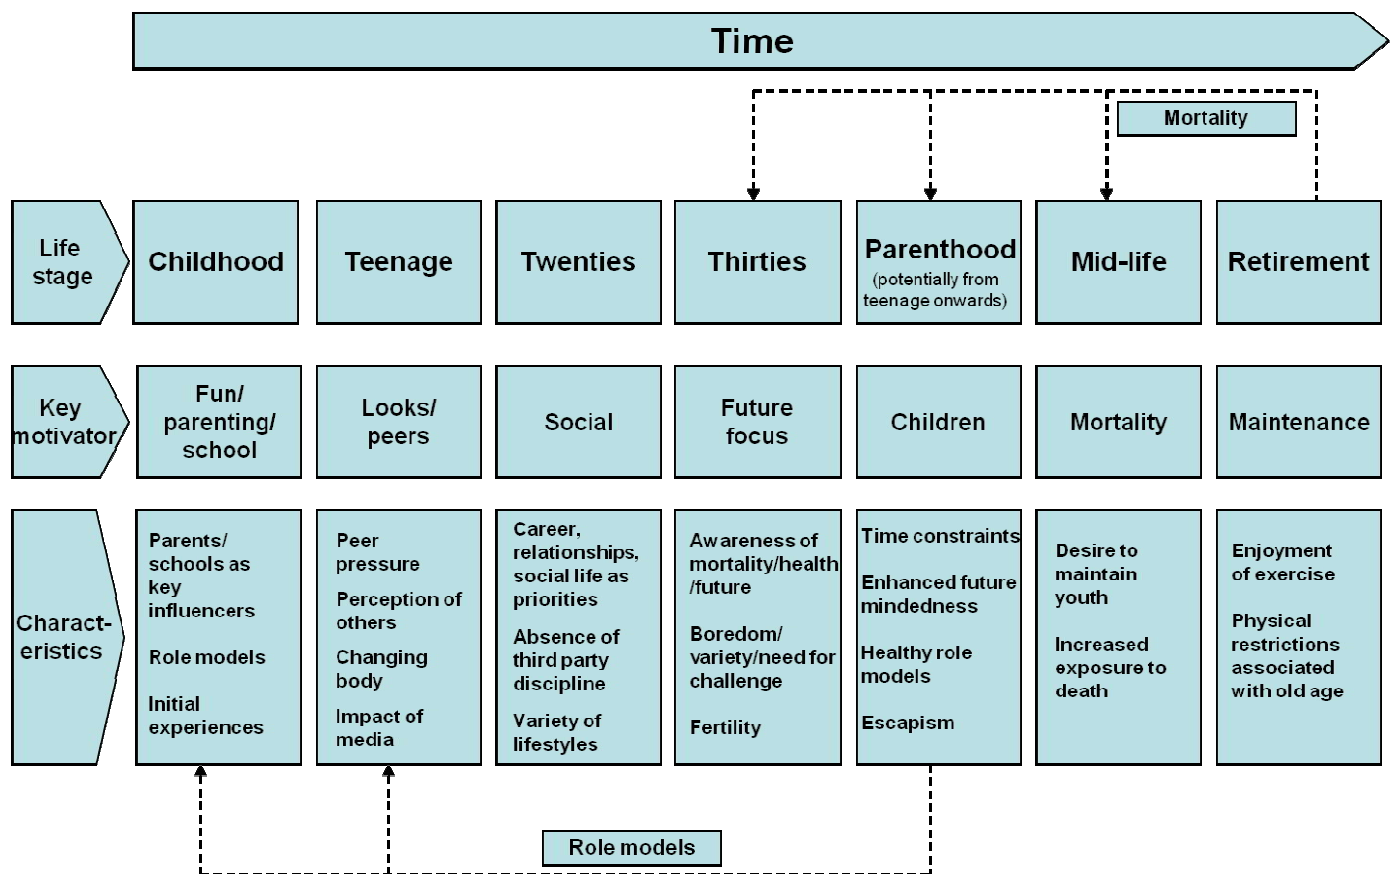 Time
Mortality
Life
stage
Childhood
Teenage
Twenties
Thirties
Parenthood
(potentially from
teenage onwards)
Mid-life
Retirement
Key
motivator
Fun/
parenting/
school
Looks/
peers
Social
Future
focus
Children
Mortality
Maintenance
Charact-
eristics
Parents/
schools as
key
influencers
Role models
Initial
experiences
Peer
pressure
Perception of
others
Changing
body
Impact of
media
Career,
relationships,
social life as
priorities
Absence of
third party
discipline
Variety of
lifestyles
Awareness of
mortality/health
/future
Boredom/
variety/need for
challenge
Fertility
Time constraints
Enhanced future
mindedness
Healthy role
models
Escapism
Desire to
maintain
youth
Increased
exposure to
death
Enjoyment
of exercise
Physical
restrictions
associated
with old age
Role models